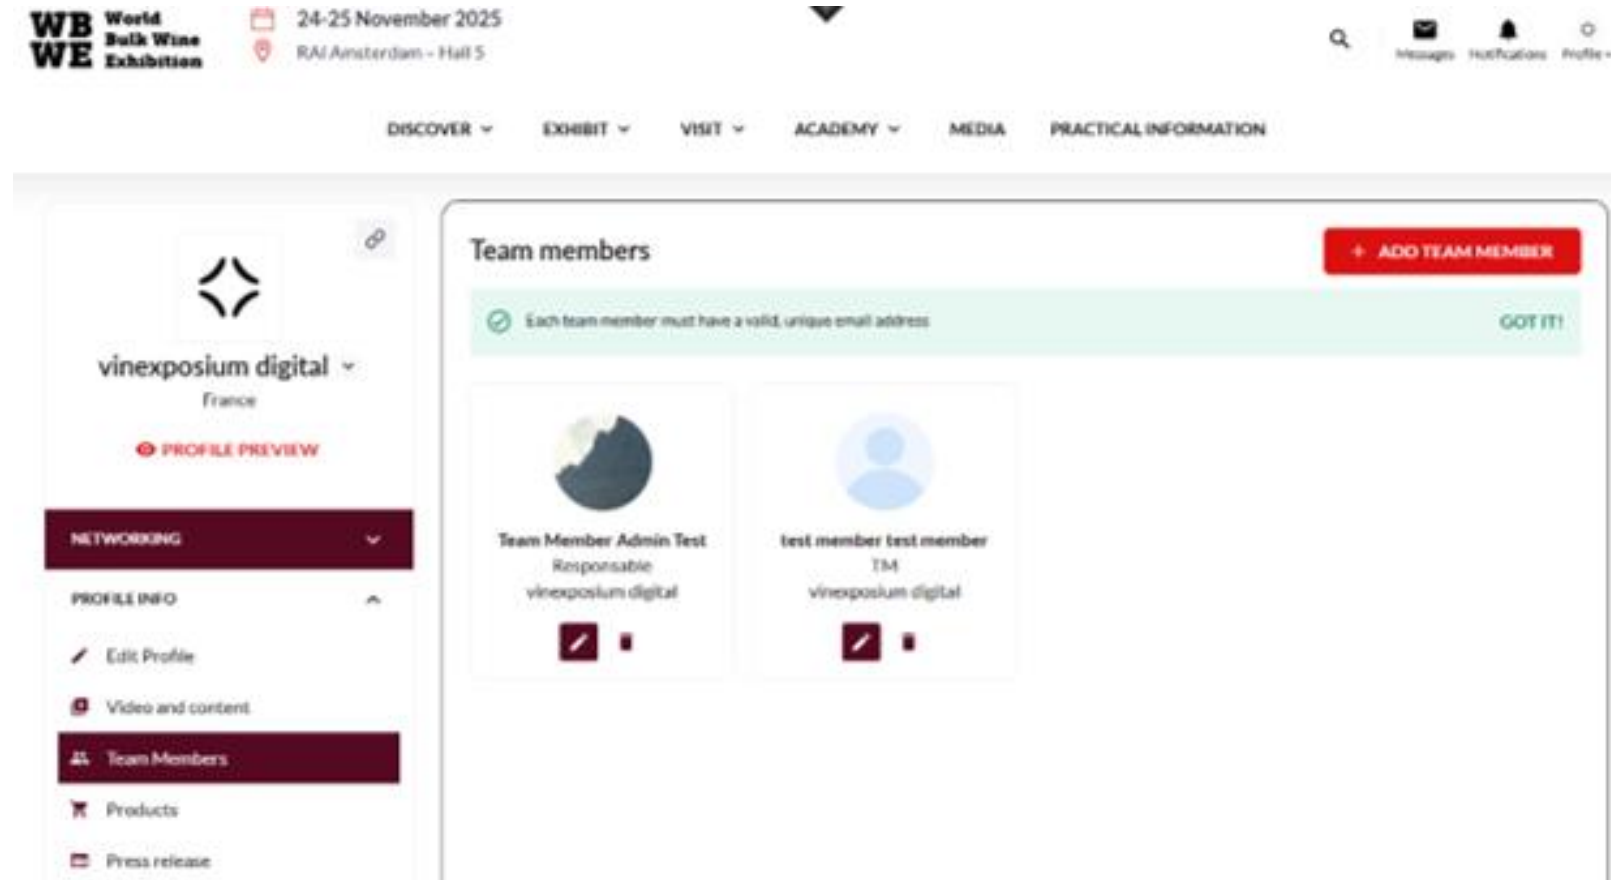 WB World
WE Bulk Wine
Exhibition
24-25 November 2025
RAI Amsterdam - Hall 5
Messages
Notifications
Profile
DISCOVER
EXHIBIT
VISIT
ACADEMY
MEDIA
PRACTICAL INFORMATION
vinexposium digital
France
PROFILE PREVIEW
NETWORKING
PROFILE INFO
Edit Profile
Video and content
Team Members
Products
Press release
Team members
+ ADD TEAM MEMBER
Each team member must have a valid, unique email address
GOT IT!
Team Member Admin Test
Responsable
vinexposium digital
test member test member
TM
vinexposium digital